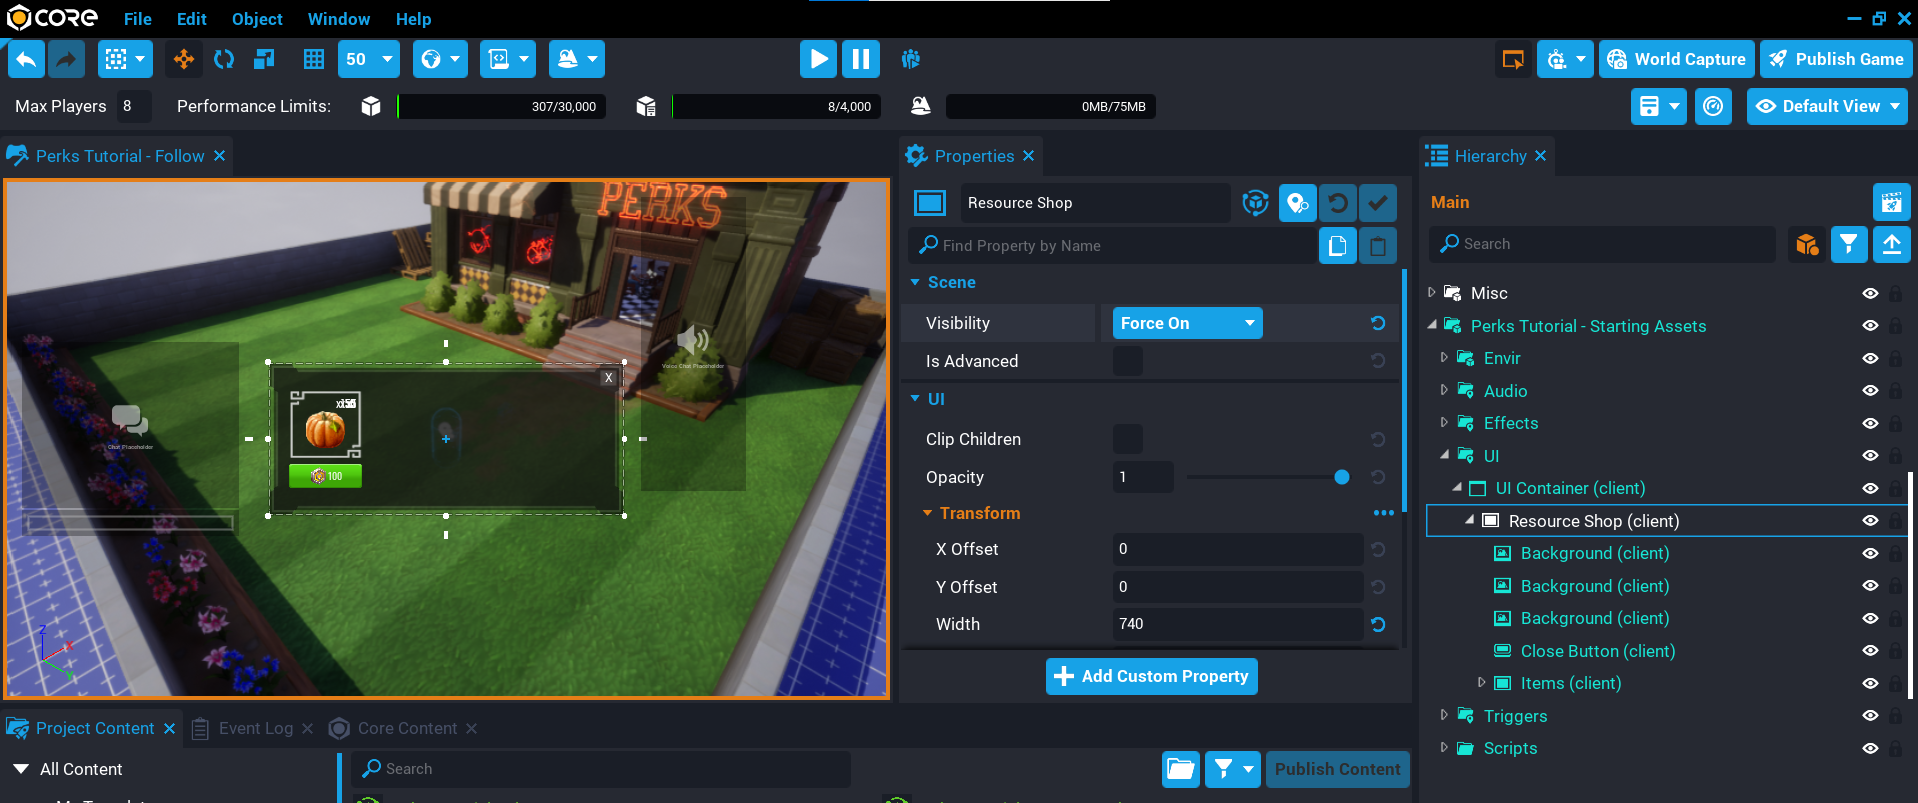 CORE File Edit Object Window Help
50 World Capture Publish Game
Max Players 8 Performance Limits: 307/30,000 8/4,000 0MB/75MB Default View
Perks Tutorial - Follow
PERKS
Voice Chat Placeholder
X
Chat Placeholder
100
Z
X
Y
Properties
Resource Shop
Find Property by Name
Scene
Visibility Force On
Is Advanced
UI
Clip Children
Opacity 1
Transform
X Offset 0
Y Offset 0
Width 740
Add Custom Property
Hierarchy
Main
Search
Misc
Perks Tutorial - Starting Assets
Envir
Audio
Effects
UI
UI Container (client)
Resource Shop (client)
Background (client)
Background (client)
Background (client)
Close Button (client)
Items (client)
Triggers
Scripts
Project Content Event Log Core Content
All Content
Search
Publish Content